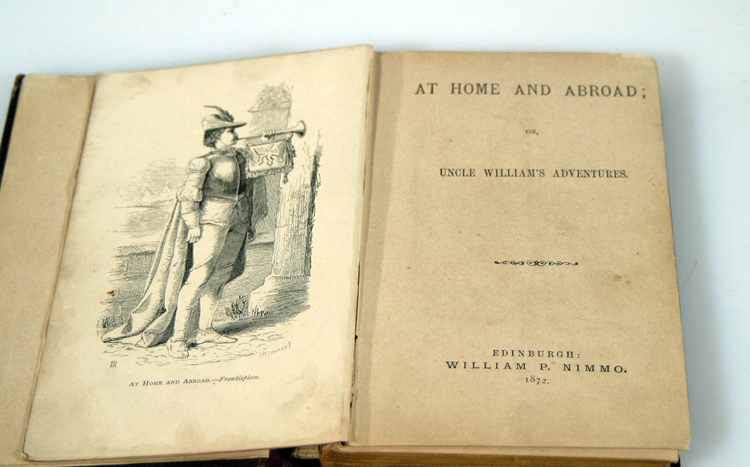 At Home and Abroad.—Frontispiece.
AT HOME AND ABROAD;
OR,
UNCLE WILLIAM'S ADVENTURES.
EDINBURGH:
WILLIAM P. NIMMO.
1872.